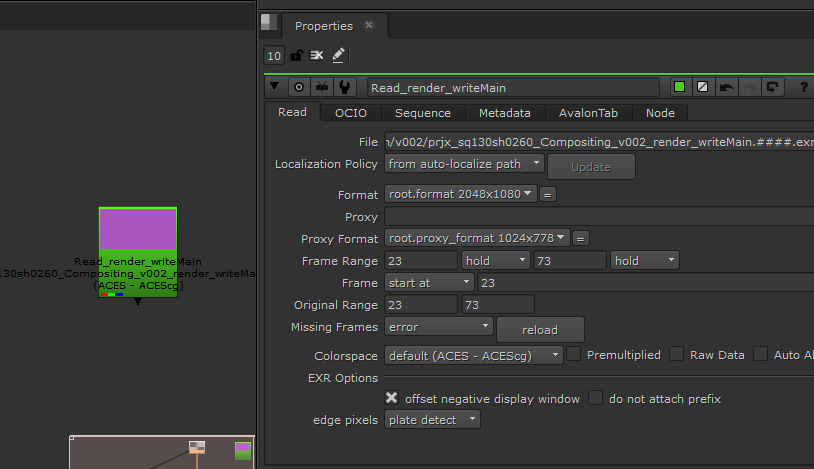 Properties
10
Read_render_writeMain
?
Read OCIO Sequence Metadata AvalonTab Node
File /v002/prjx_sq130sh0260_Compositing_v002_render_writeMain.####.exr
Localization Policy from auto-localize path Update
Format root.format 2048x1080 =
Proxy
Proxy Format root.proxy_format 1024x778 =
Frame Range 23 hold 73 hold
Frame start at 23
Original Range 23 73
Missing Frames error reload
Colorspace default (ACES - ACEScg) Premultiplied Raw Data Auto Al
EXR Options
offset negative display window do not attach prefix
edge pixels plate detect
Read_render_writeMain
130sh0260_Compositing_v002_render_writeMa
(ACES - ACEScg)